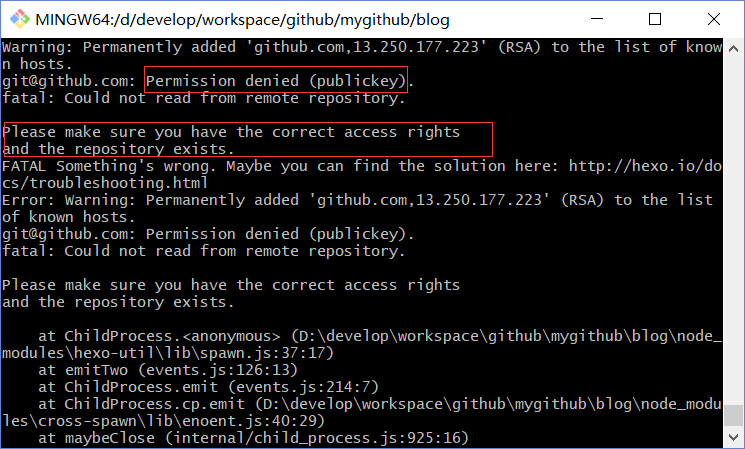 MINGW64:/d/develop/workspace/github/mygithub/blog
Warning: Permanently added 'github.com,13.250.177.223' (RSA) to the list of know
n hosts.
git@github.com: Permission denied (publickey).
fatal: Could not read from remote repository.
Please make sure you have the correct access rights
and the repository exists.
FATAL Something's wrong. Maybe you can find the solution here: http://hexo.io/do
cs/troubleshooting.html
Error: Warning: Permanently added 'github.com,13.250.177.223' (RSA) to the list
of known hosts.
git@github.com: Permission denied (publickey).
fatal: Could not read from remote repository.
Please make sure you have the correct access rights
and the repository exists.
at ChildProcess.<anonymous> (D:\develop\workspace\github\mygithub\blog\node_
modules\hexo-util\lib\spawn.js:37:17)
at emitTwo (events.js:126:13)
at ChildProcess.emit (events.js:214:7)
at ChildProcess.cp.emit (D:\develop\workspace\github\mygithub\blog\node_modu
les\cross-spawn\lib\enoent.js:40:29)
at maybeClose (internal/child_process.js:925:16)